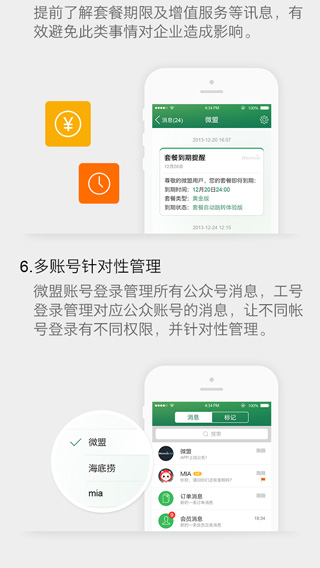 提前了解套餐期限及增值服务等讯息，有
效避免此类事情对企业造成影响。
4:34 PM
消息(24)
微盟
2013-12-26 16:57
套餐到期提醒
12月24日
尊敬的微盟用戶，您的套餐即将到期：
到期时间： 12月20日24:00
套餐类型： 黄金版
到期状态： 套餐自动跳转体验版
2013-12-24 12:19
6.多账号针对性管理
微盟账号登录管理所有公众号消息，工号
登录管理对应公众账号的消息，让不同帐
号登录有不同权限，并针对性管理。
微盟
海底捞
mia
4:34 PM
消息
标记
搜索
微盟
MIA
订单消息
会员消息
18:34